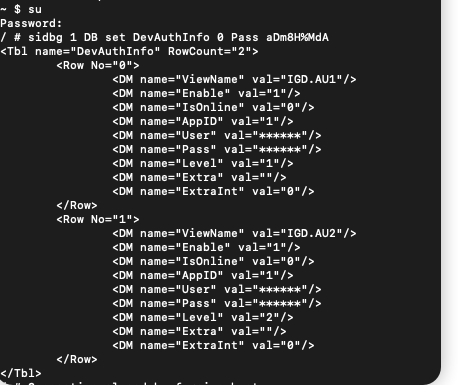 ~ $ su
Password:
/ # sidbg 1 DB set DevAuthInfo 0 Pass aDm8H%MdA
<Tbl name="DevAuthInfo" RowCount="2">
<Row No="0">
<DM name="ViewName" val="IGD.AU1"/>
<DM name="Enable" val="1"/>
<DM name="IsOnline" val="0"/>
<DM name="AppID" val="1"/>
<DM name="User" val="******"/>
<DM name="Pass" val="******"/>
<DM name="Level" val="1"/>
<DM name="Extra" val=""/>
<DM name="ExtraInt" val="0"/>
</Row>
<Row No="1">
<DM name="ViewName" val="IGD.AU2"/>
<DM name="Enable" val="1"/>
<DM name="IsOnline" val="0"/>
<DM name="AppID" val="1"/>
<DM name="User" val="******"/>
<DM name="Pass" val="******"/>
<DM name="Level" val="2"/>
<DM name="Extra" val=""/>
<DM name="ExtraInt" val="0"/>
</Row>
</Tbl>